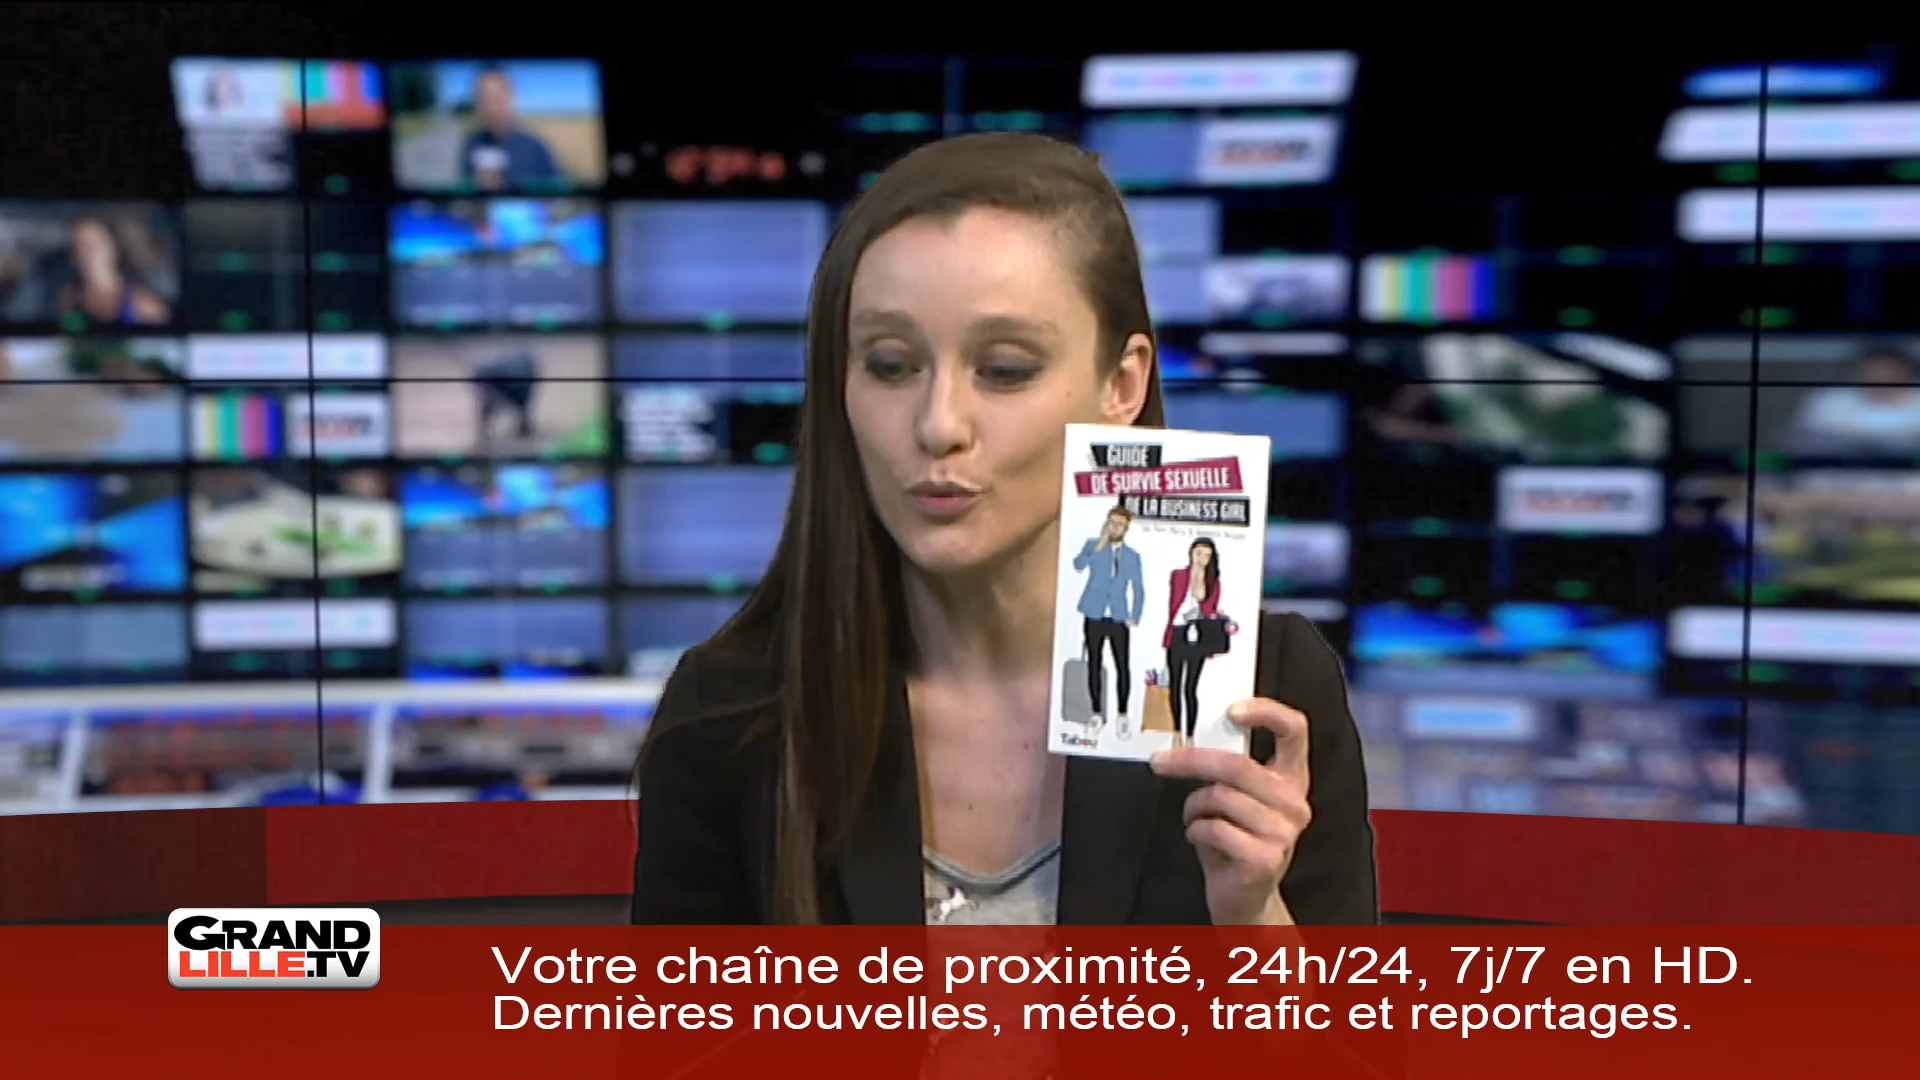 GUIDE
DE SURVIE SEXUELLE
DE LA BUSINESS GIRL
Tabou
GRAND
LILLE.TV
Votre chaîne de proximité, 24h/24, 7j/7 en HD.
Dernières nouvelles, météo, trafic et reportages.